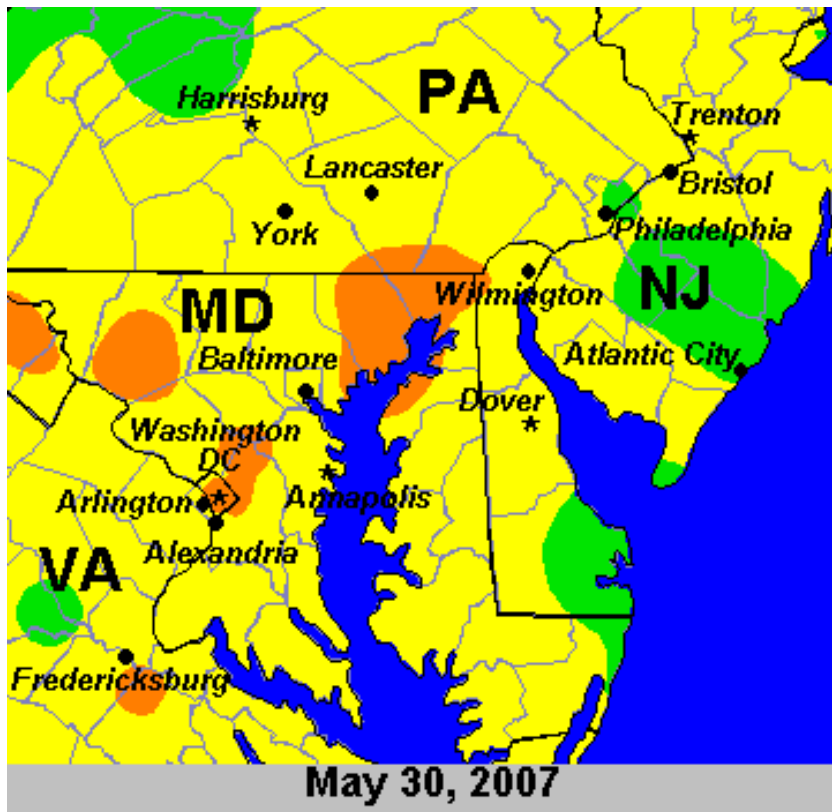 PA
Harrisburg
Trenton
Lancaster
Bristol
York
Philadelphia
MD
Wilmington
NJ
Baltimore
Atlantic City
Dover
Washington
DC
Arlington
Annapolis
Alexandria
VA
Fredericksburg
May 30, 2007